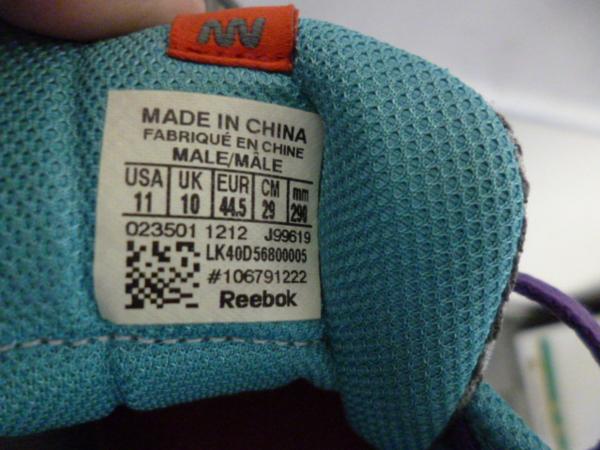 MADE IN CHINA
FABRIQUÉ EN CHINE
MALE/MÂLE
USA UK EUR CM mm
11 10 44.5 29 290
023501 1212 J99619
LK40D56800005
#106791222
Reebok